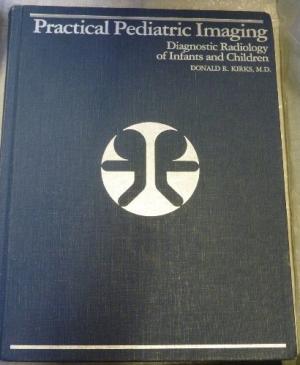 Practical Pediatric Imaging
Diagnostic Radiology
of Infants and Children
DONALD R. KIRKS, M.D.